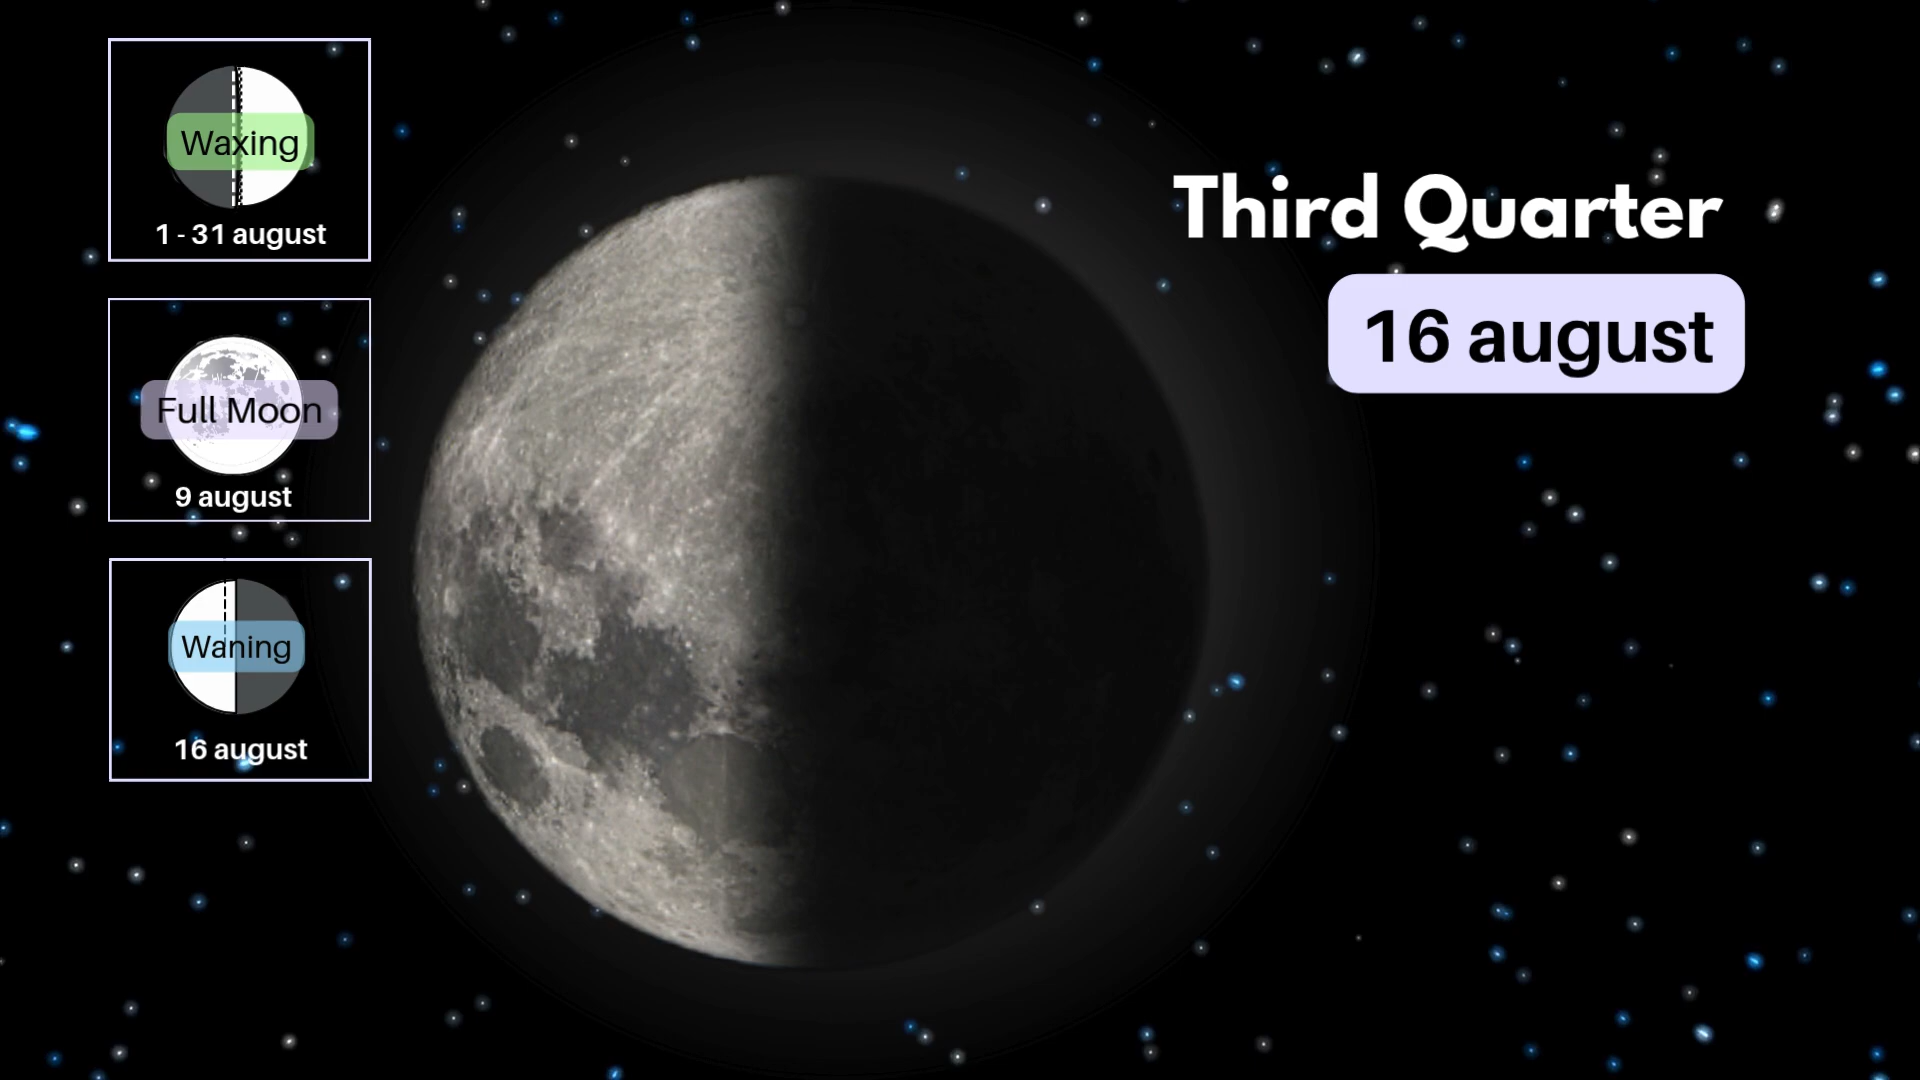 Waxing
1 - 31 august
Full Moon
9 august
Waning
16 august
Third Quarter
16 august